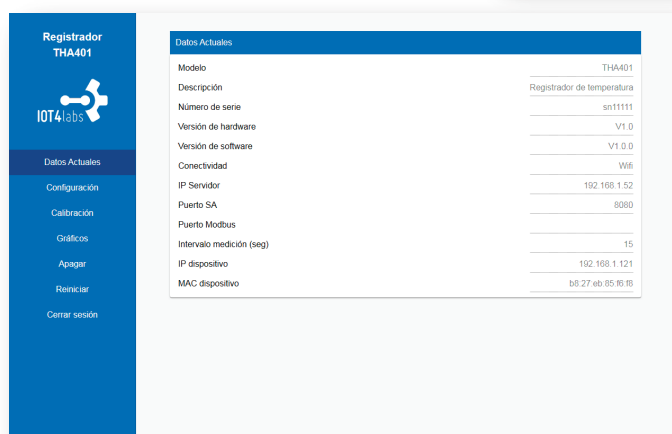 Registrador
THA401
IOT4labs
Datos Actuales
Configuración
Calibración
Gráficos
Apagar
Reiniciar
Cerrar sesión
Datos Actuales
Modelo THA401
Descripción Registrador de temperatura
Número de serie sn11111
Versión de hardware V1.0
Versión de software V1.0.0
Conectividad Wifi
IP Servidor 192.168.1.52
Puerto SA 8080
Puerto Modbus
Intervalo medición (seg) 15
IP dispositivo 192.168.1.121
MAC dispositivo b8:27:eb:85:f6:f8